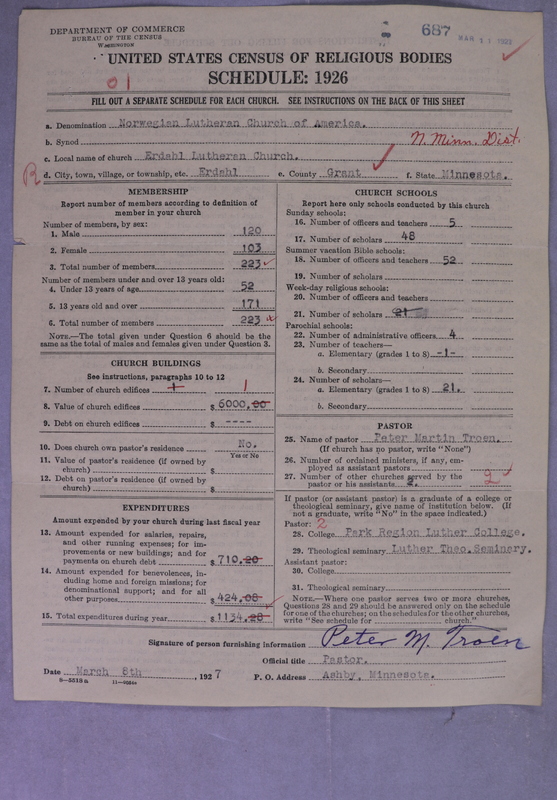 687
MAR 11 1927
DEPARTMENT OF COMMERCE
BUREAU OF THE CENSUS
WASHINGTON
UNITED STATES CENSUS OF RELIGIOUS BODIES
SCHEDULE: 1926
01
FILL OUT A SEPARATE SCHEDULE FOR EACH CHURCH. SEE INSTRUCTIONS ON THE BACK OF THIS SHEET
a. Denomination Norwegian Lutheran Church of America.
b. Synod N. Minn. Dist.
c. Local name of church Erdahl Lutheran Church.
R d. City, town, village, or township, etc. Erdahl e. County Grant f. State Minnesota.
MEMBERSHIP
Report number of members according to definition of member in your church
Number of members, by sex:
1. Male 120
2. Female 103
3. Total number of members 223
Number of members under and over 13 years old:
4. Under 13 years of age 52
5. 13 years old and over 171
6. Total number of members 223
NOTE.—The total given under Question 6 should be the same as the total of males and females given under Question 3.
CHURCH BUILDINGS
See instructions, paragraphs 10 to 12
7. Number of church edifices 1 1
8. Value of church edifices $ 6000,00
9. Debt on church edifices $ ----
10. Does church own pastor's residence No.
Yes or No
11. Value of pastor's residence (if owned by church) $
12. Debt on pastor's residence (if owned by church) $
EXPENDITURES
Amount expended by your church during last fiscal year
13. Amount expended for salaries, repairs, and other running expenses; for improvements or new buildings; and for payments on church debt $ 710.20
14. Amount expended for benevolences, including home and foreign missions; for denominational support; and for all other purposes $ 424.08
15. Total expenditures during year $ 1134.28
CHURCH SCHOOLS
Report here only schools conducted by this church
Sunday schools:
16. Number of officers and teachers 5
17. Number of scholars 48
Summer vacation Bible schools:
18. Number of officers and teachers 52
19. Number of scholars
Week-day religious schools:
20. Number of officers and teachers
21. Number of scholars 21
Parochial schools:
22. Number of administrative officers 4
23. Number of teachers—
a. Elementary (grades 1 to 8) -1-
b. Secondary
24. Number of scholars—
a. Elementary (grades 1 to 8) 21.
b. Secondary
PASTOR
25. Name of pastor Peter Martin Troen.
(If church has no pastor, write "None")
26. Number of ordained ministers, if any, employed as assistant pastors
27. Number of other churches served by the pastor or his assistants 2. 2
If pastor (or assistant pastor) is a graduate of a college or theological seminary, give name of institution below. (If not a graduate, write "No" in the space indicated.)
Pastor: 2
28. College Park Region Luther College.
29. Theological seminary Luther Theo. Seminery.
Assistant pastor:
30. College
31. Theological seminary
NOTE.—Where one pastor serves two or more churches, Questions 28 and 29 should be answered only on the schedule for one of the churches; on the schedules for the other churches, write "See schedule for church."
Signature of person furnishing information Peter M. Troen
Official title Pastor.
Date March 8th, 1927 P. O. Address Ashby, Minnesota.